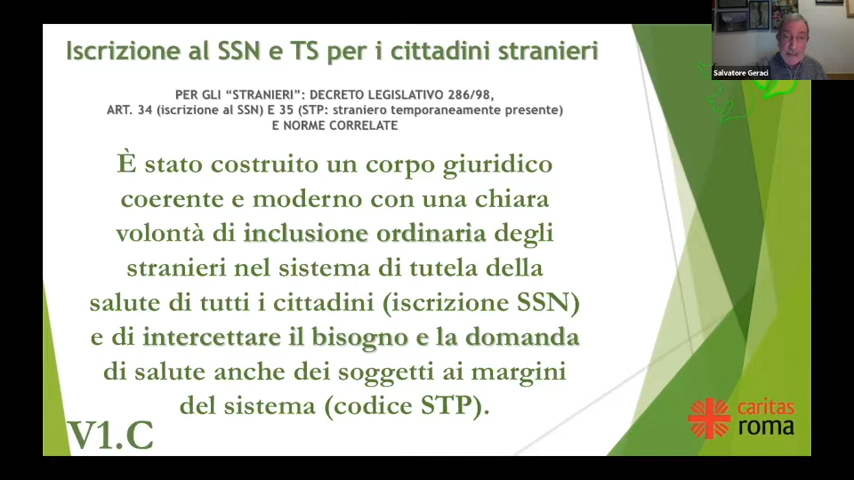 Iscrizione al SSN e TS per i cittadini stranieri
Salvatore Geraci
PER GLI “STRANIERI”: DECRETO LEGISLATIVO 286/98,
ART. 34 (iscrizione al SSN) E 35 (STP: straniero temporaneamente presente)
E NORME CORRELATE
È stato costruito un corpo giuridico
coerente e moderno con una chiara
volontà di inclusione ordinaria degli
stranieri nel sistema di tutela della
salute di tutti i cittadini (iscrizione SSN)
e di intercettare il bisogno e la domanda
di salute anche dei soggetti ai margini
del sistema (codice STP).
caritas
roma
V1.C